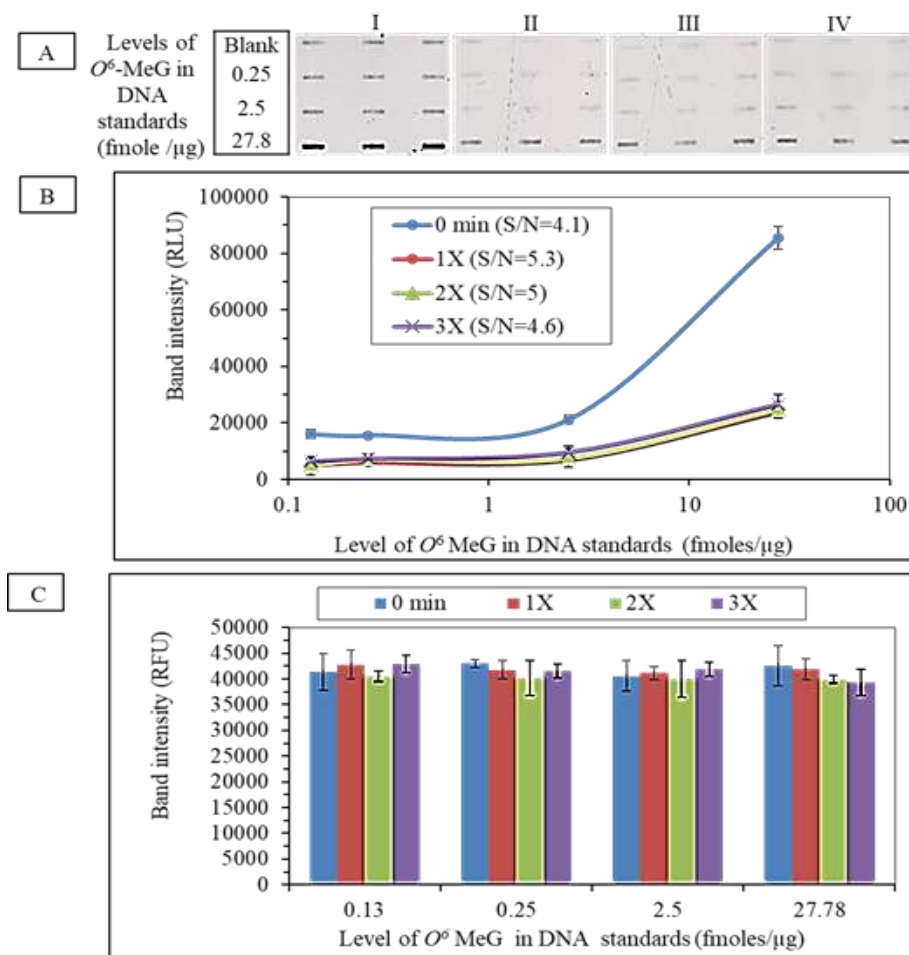 A
Levels of
O⁶-MeG in
DNA
standards
(fmole /µg)
Blank
0.25
2.5
27.8
I II III IV
B
Band intensity (RLU)
100000
80000
60000
40000
20000
0
0 min (S/N=4.1)
1X (S/N=5.3)
2X (S/N=5)
3X (S/N=4.6)
0.1 1 10 100
Level of O⁶ MeG in DNA standards (fmoles/µg)
C
0 min 1X 2X 3X
Band intensity (RFU)
50000
45000
40000
35000
30000
25000
20000
15000
10000
5000
0
0.13 0.25 2.5 27.78
Level of O⁶ MeG in DNA standards (fmoles/µg)